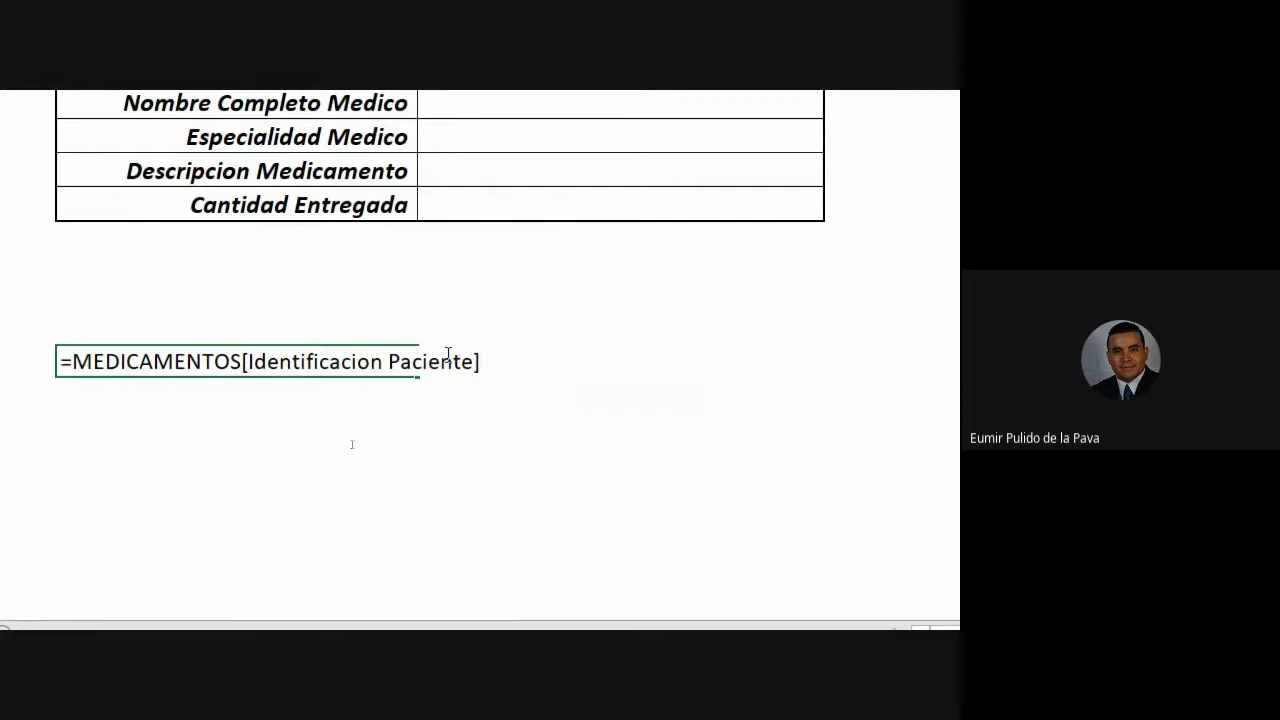 Nombre Completo Medico
Especialidad Medico
Descripcion Medicamento
Cantidad Entregada
=MEDICAMENTOS[Identificacion Paciente]
Eumir Pulido de la Pava